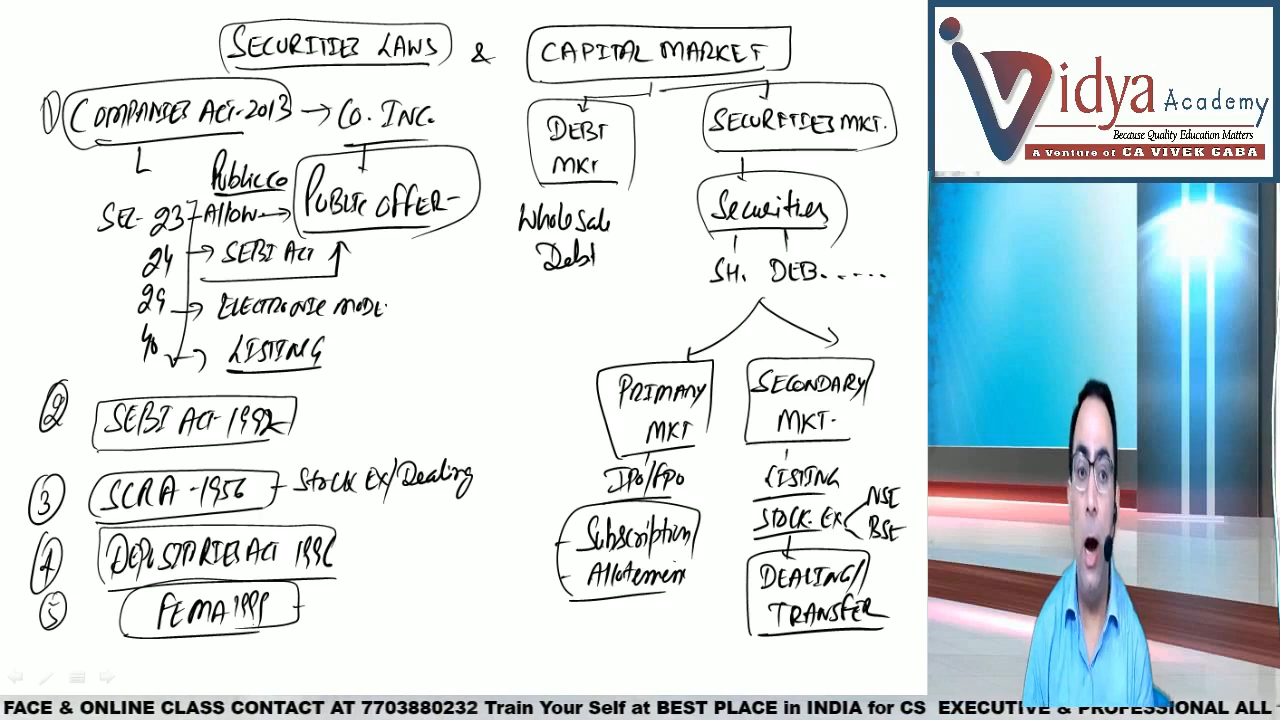 SECURITIES LAWS & CAPITAL MARKET
① COMPANIES ACT-2013 → CO. INC.
PUBLIC CO
SEC- 23 ALLOW → PUBLIC OFFER
24 → SEBI ACT
29 → ELECTRONIC MODE
40 → LISTING
② SEBI ACT-1992
③ SCRA-1956 - Stock Ex/Dealing
④ DEPOSITORIES ACT 1996
⑤ FEMA 1999
DEBT
MKT
Whole Sale
Debt
SECURITIES MKT.
Securities
SH. DEB......
PRIMARY
MKT
IPO/FPO
Subscription
Allotement
SECONDARY
MKT.
LISTING
STOCK. EX
NSE
BSE
DEALING/
TRANSFER
Vidya Academy
Because Quality Education Matters
A Venture of CA VIVEK GABA
FACE & ONLINE CLASS CONTACT AT 7703880232 Train Your Self at BEST PLACE in INDIA for CS EXECUTIVE & PROFESSIONAL ALL